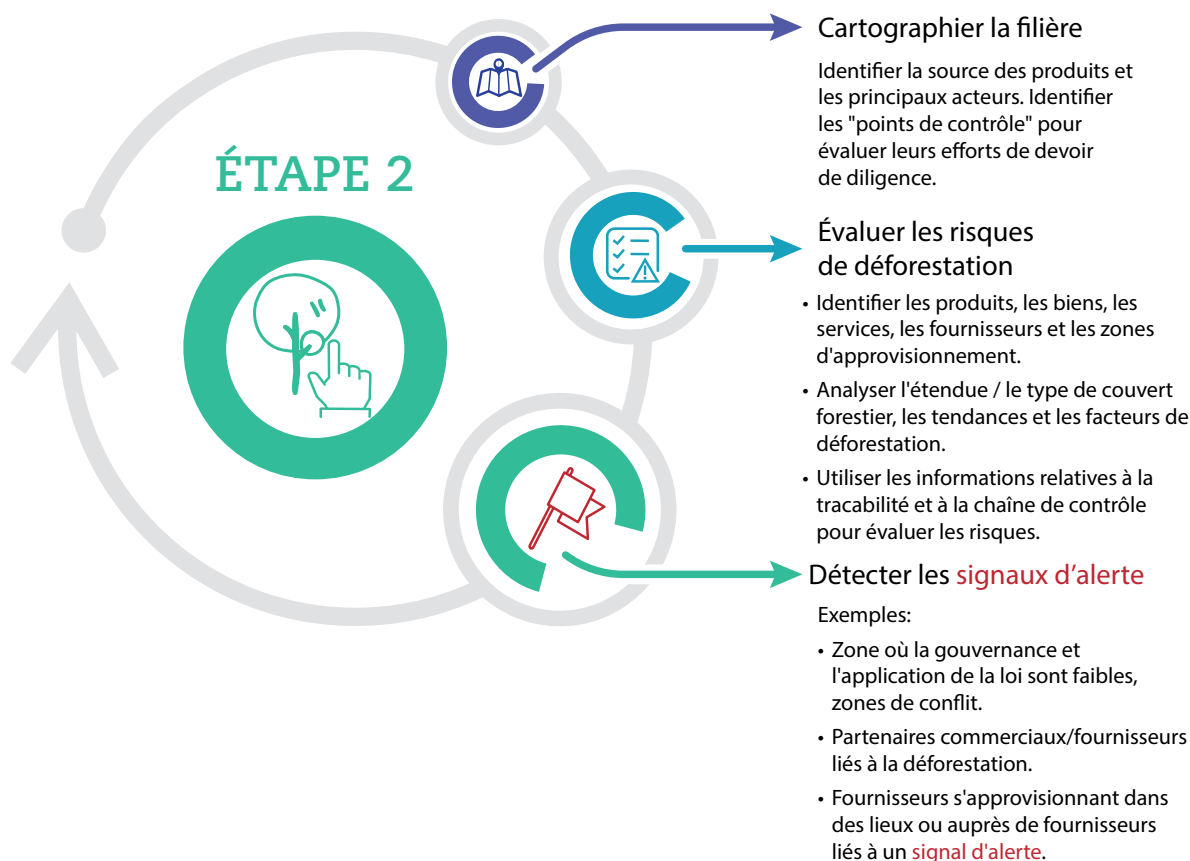 ÉTAPE 2
Cartographier la filière
Identifier la source des produits et
les principaux acteurs. Identifier
les "points de contrôle" pour
évaluer leurs efforts de devoir
de diligence.
Évaluer les risques
de déforestation
• Identifier les produits, les biens, les
services, les fournisseurs et les zones
d'approvisionnement.
• Analyser l'étendue / le type de couvert
forestier, les tendances et les facteurs de
déforestation.
• Utiliser les informations relatives à la
tracabilité et à la chaîne de contrôle
pour évaluer les risques.
Détecter les signaux d’alerte
Exemples:
• Zone où la gouvernance et
l'application de la loi sont faibles,
zones de conflit.
• Partenaires commerciaux/fournisseurs
liés à la déforestation.
• Fournisseurs s'approvisionnant dans
des lieux ou auprès de fournisseurs
liés à un signal d'alerte.